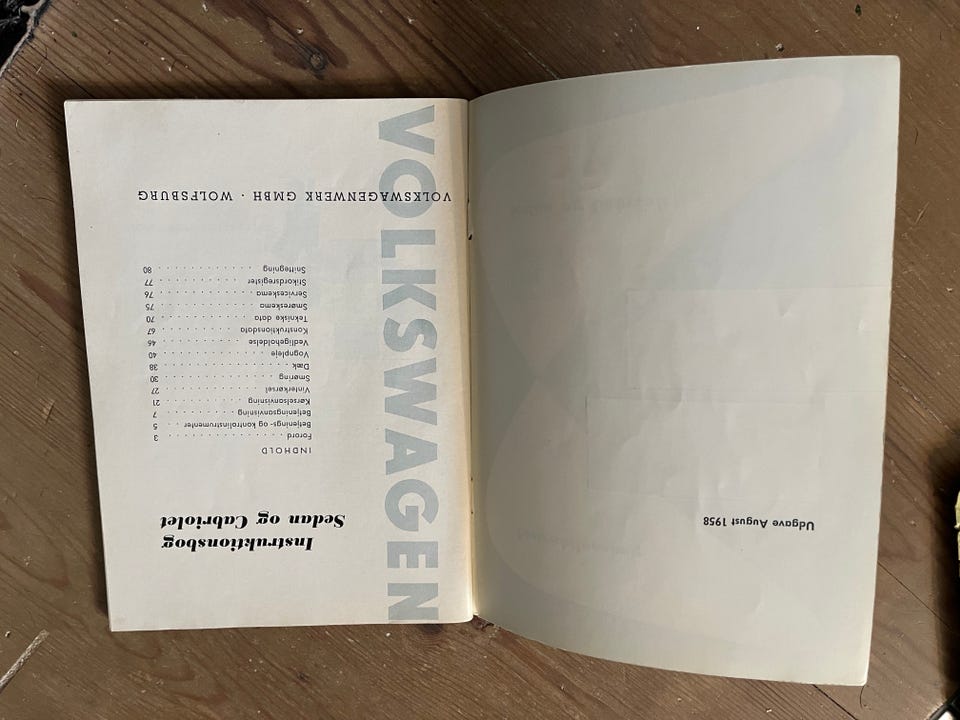 Udgave August 1958
VOLKSWAGEN
Instruktionsbog
Sedan og Cabriolet
INDHOLD
Forord . . . . . . . . . . . . . . . 3
Betjenings- og kontrolinstrumenter . . 5
Betjeningsanvisning . . . . . . . . . 7
Kørselsanvisning . . . . . . . . . . 21
Vinterkørsel . . . . . . . . . . . . 27
Smøring . . . . . . . . . . . . . . 30
Dæk . . . . . . . . . . . . . . . . 38
Vognpleje . . . . . . . . . . . . . 40
Vedligeholdelse . . . . . . . . . . 46
Konstruktionsdata . . . . . . . . . 67
Tekniske data . . . . . . . . . . . 70
Smøreskema . . . . . . . . . . . . 75
Serviceskema . . . . . . . . . . . 76
Stikordsregister . . . . . . . . . . 77
Snittegning . . . . . . . . . . . . 80
VOLKSWAGENWERK GMBH · WOLFSBURG